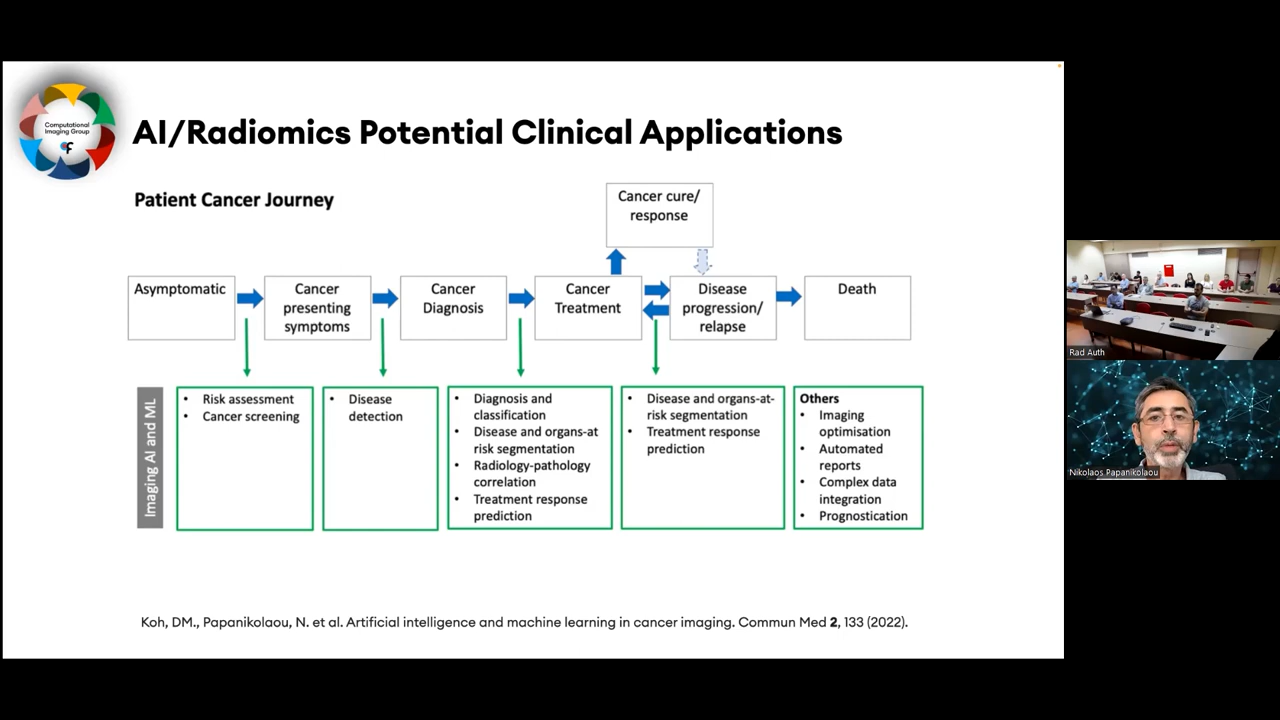 Computational
Imaging Group
cf
AI/Radiomics Potential Clinical Applications
Patient Cancer Journey
Cancer cure/
response
Asymptomatic
Cancer
presenting
symptoms
Cancer
Diagnosis
Cancer
Treatment
Disease
progression/
relapse
Death
Imaging AI and ML
• Risk assessment
• Cancer screening
• Disease
detection
• Diagnosis and
classification
• Disease and organs-at
risk segmentation
• Radiology-pathology
correlation
• Treatment response
prediction
• Disease and organs-at-
risk segmentation
• Treatment response
prediction
Others
• Imaging
optimisation
• Automated
reports
• Complex data
integration
• Prognostication
Koh, DM., Papanikolaou, N. et al. Artificial intelligence and machine learning in cancer imaging. Commun Med 2, 133 (2022).
Rad Auth
Nikolaos Papanikolaou